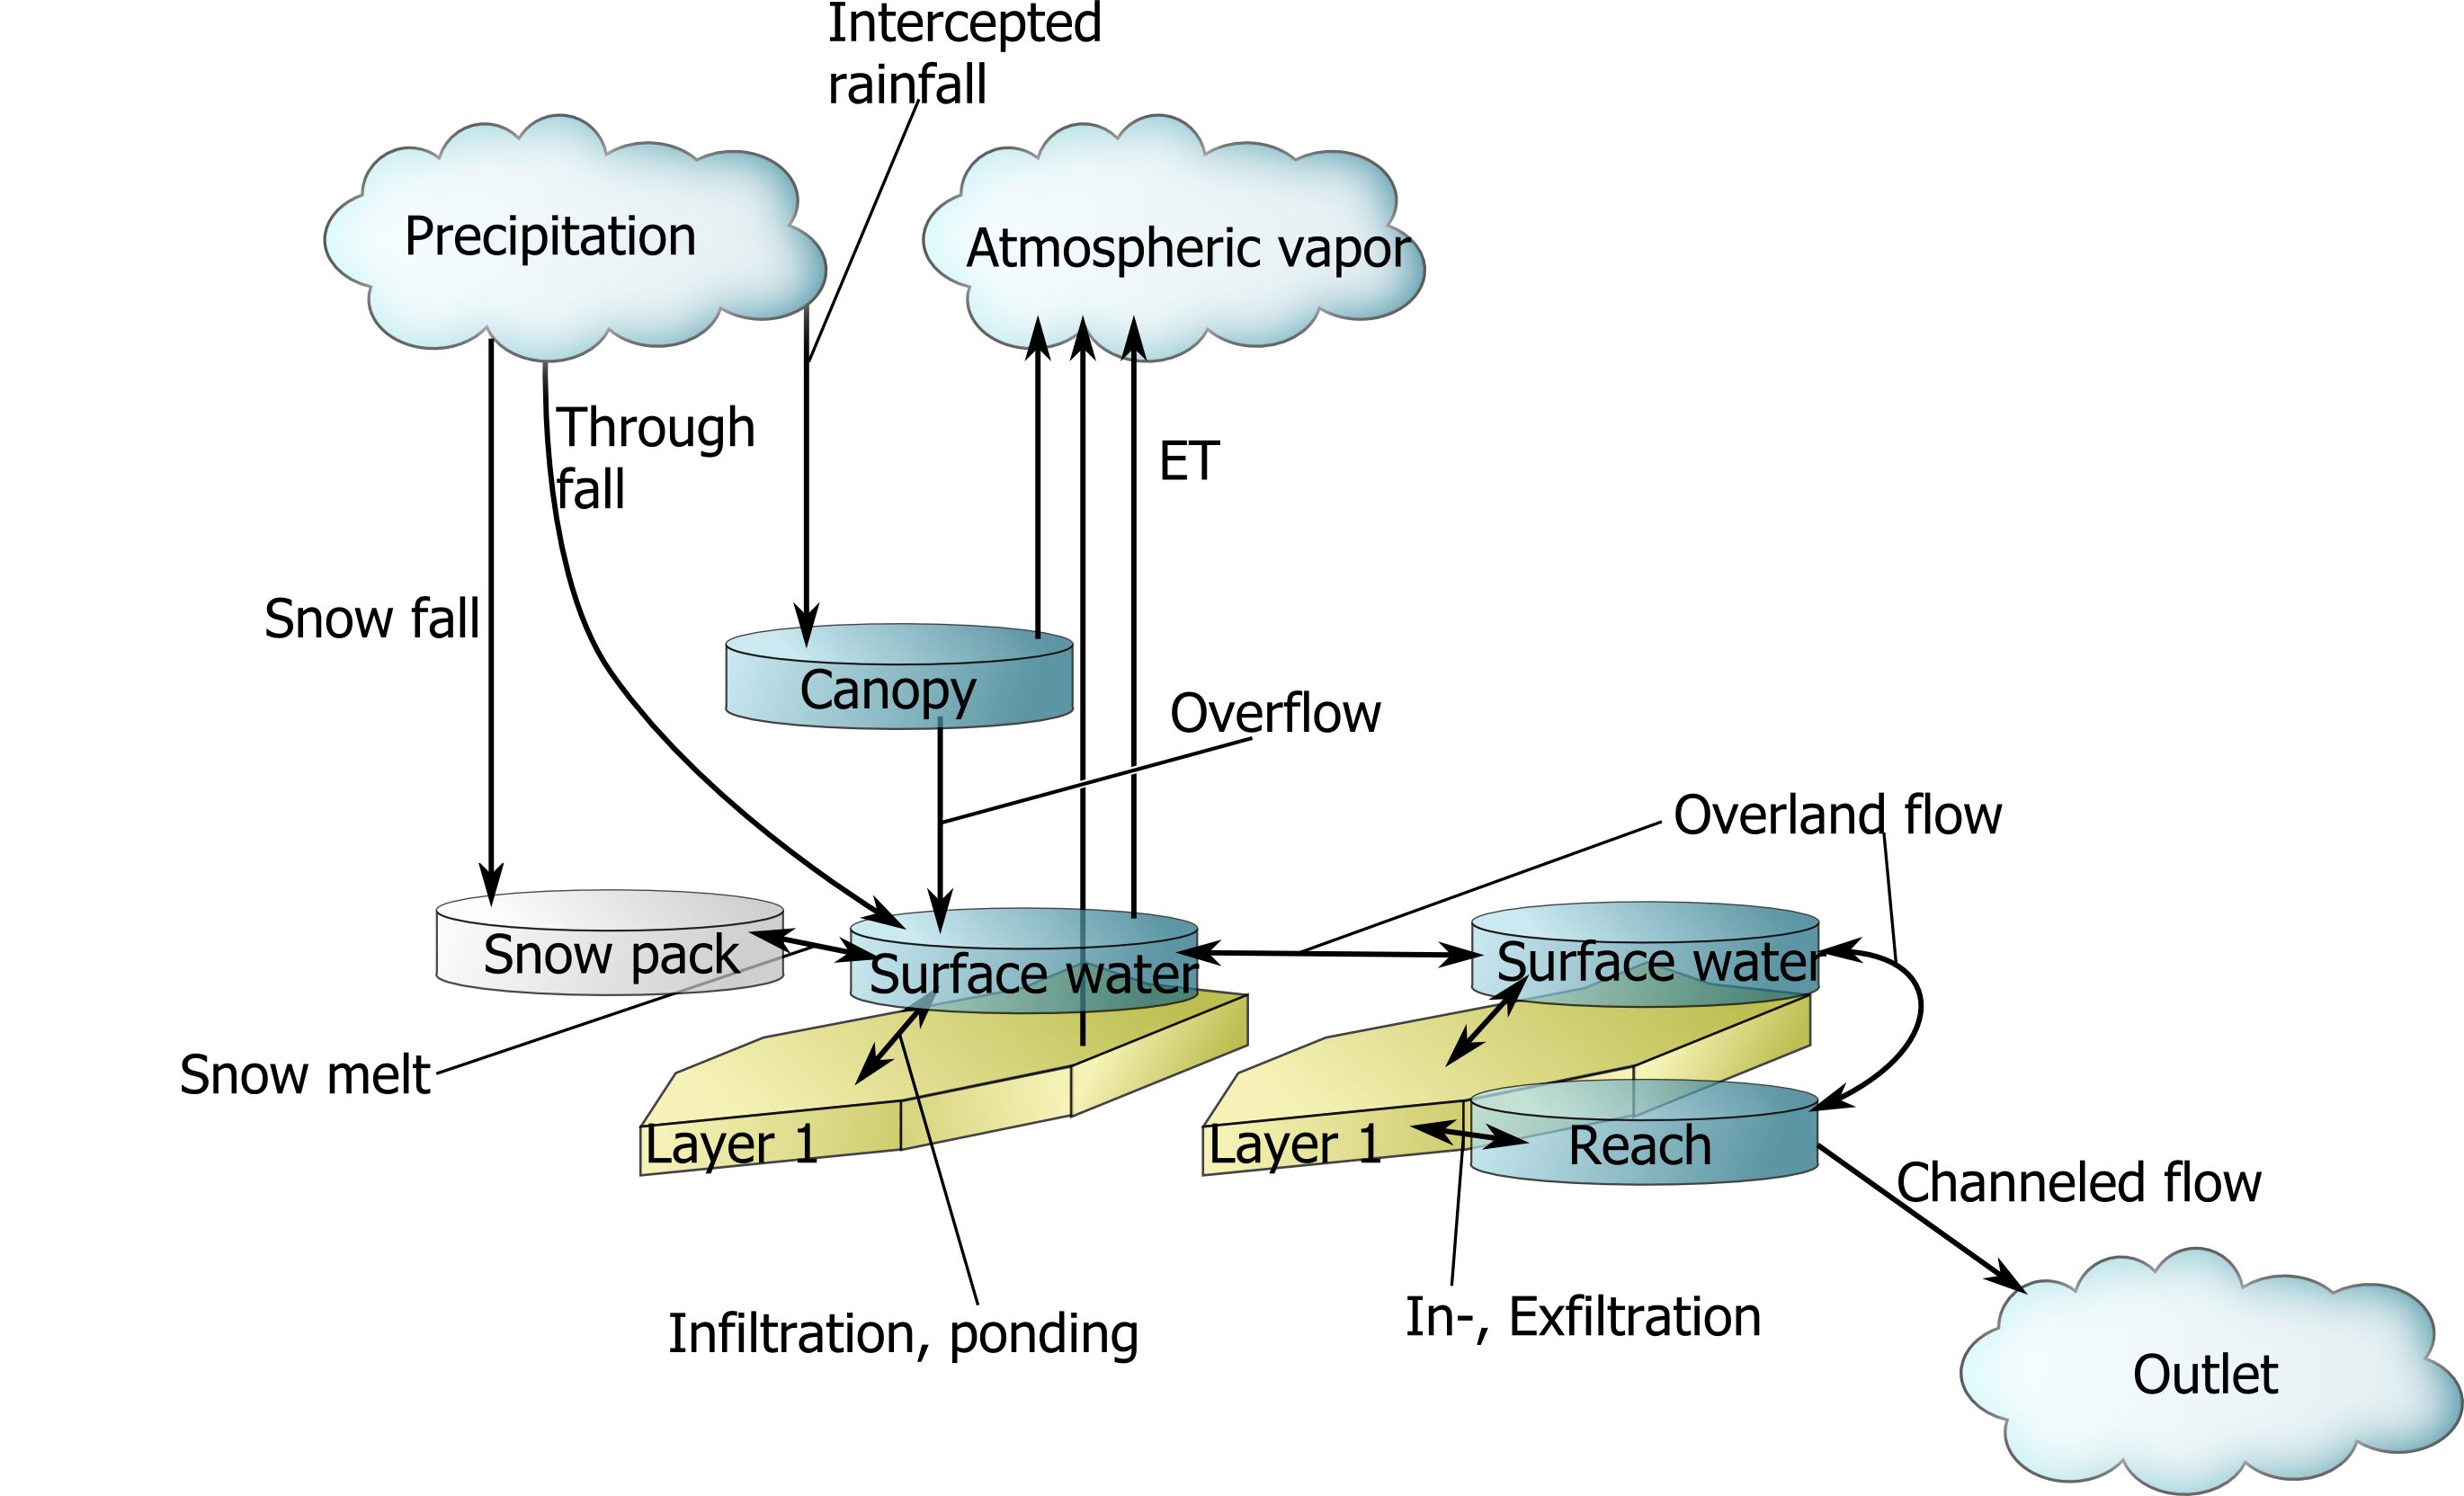 Intercepted
rainfall
Precipitation
Atmospheric vapor
Through
fall
ET
Snow fall
Canopy
Overflow
Overland flow
Snow pack
Surface water
Surface water
Snow melt
Layer 1
Layer 1
Reach
Channeled flow
Infiltration, ponding
In-, Exfiltration
Outlet